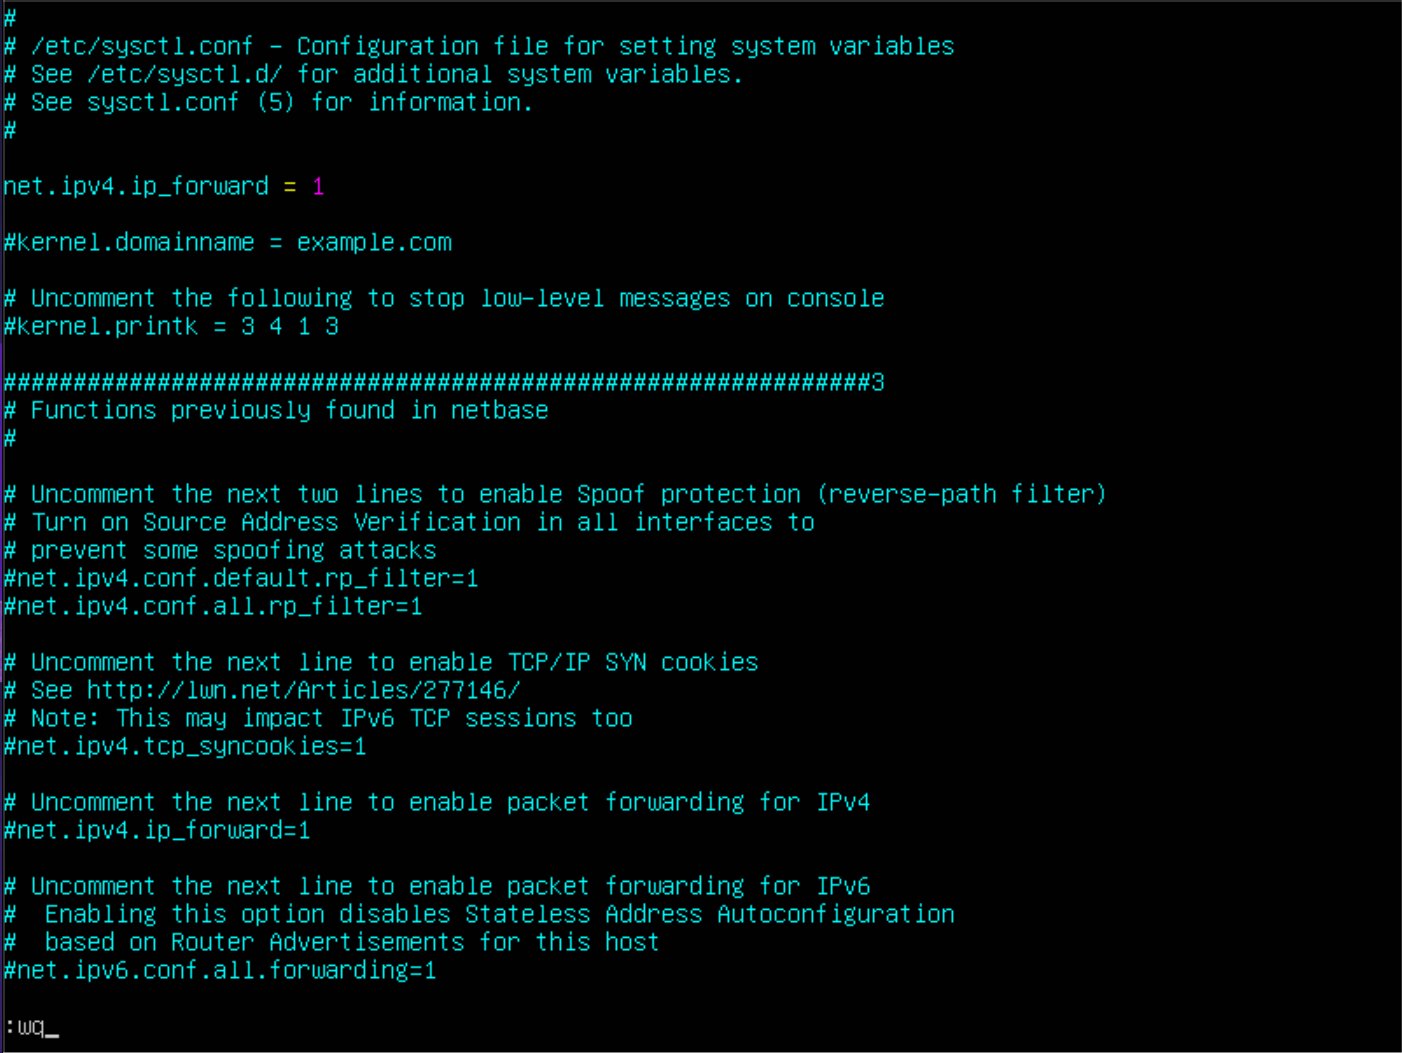 #
# /etc/sysctl.conf - Configuration file for setting system variables
# See /etc/sysctl.d/ for additional system variables.
# See sysctl.conf (5) for information.
#
net.ipv4.ip_forward = 1
#kernel.domainname = example.com
# Uncomment the following to stop low-level messages on console
#kernel.printk = 3 4 1 3
##############################################################3
# Functions previously found in netbase
#
# Uncomment the next two lines to enable Spoof protection (reverse-path filter)
# Turn on Source Address Verification in all interfaces to
# prevent some spoofing attacks
#net.ipv4.conf.default.rp_filter=1
#net.ipv4.conf.all.rp_filter=1
# Uncomment the next line to enable TCP/IP SYN cookies
# See http://lwn.net/Articles/277146/
# Note: This may impact IPv6 TCP sessions too
#net.ipv4.tcp_syncookies=1
# Uncomment the next line to enable packet forwarding for IPv4
#net.ipv4.ip_forward=1
# Uncomment the next line to enable packet forwarding for IPv6
#  Enabling this option disables Stateless Address Autoconfiguration
#  based on Router Advertisements for this host
#net.ipv6.conf.all.forwarding=1
:wq_